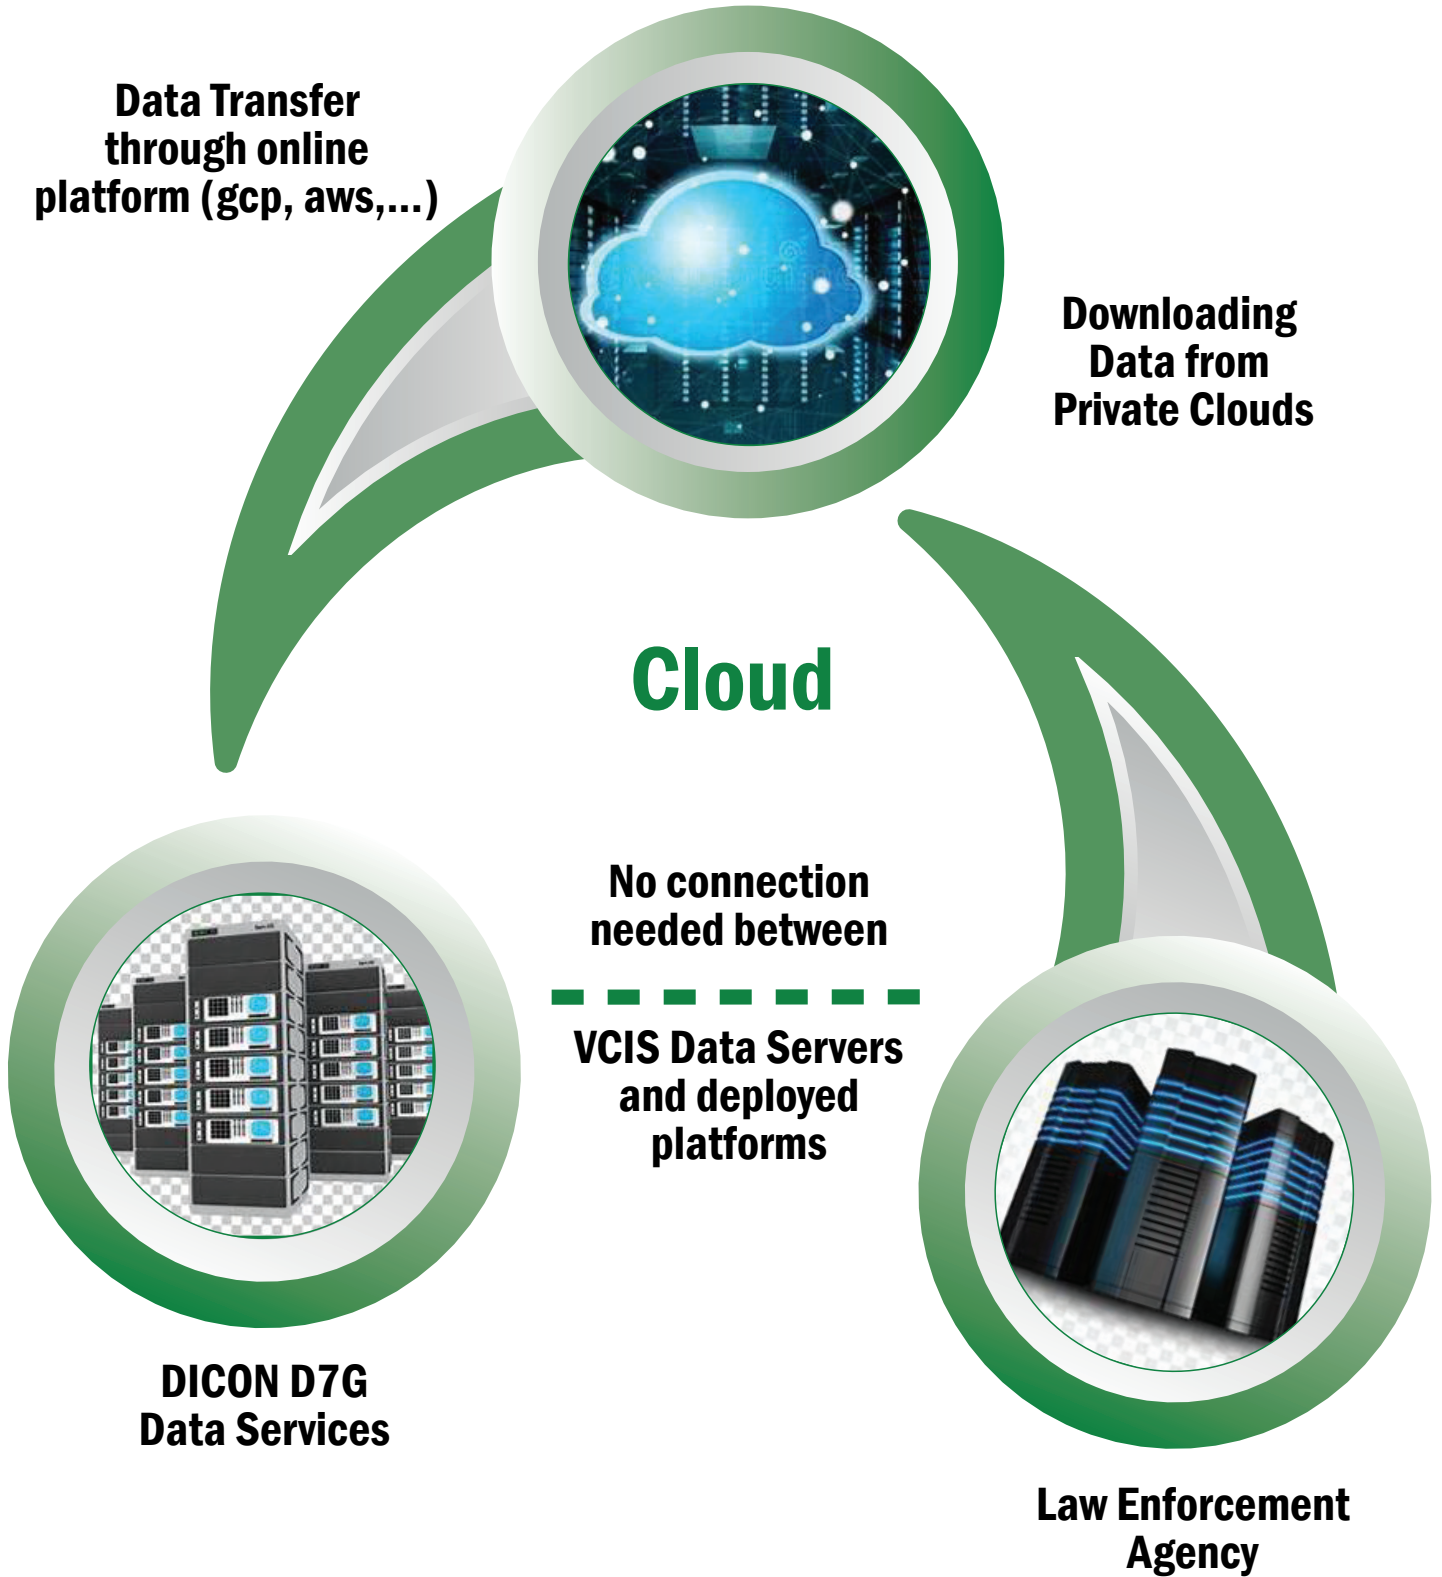 Data Transfer
through online
platform (gcp, aws,...)
Downloading
Data from
Private Clouds
Cloud
No connection
needed between
VCIS Data Servers
and deployed
platforms
DICON D7G
Data Services
Law Enforcement
Agency